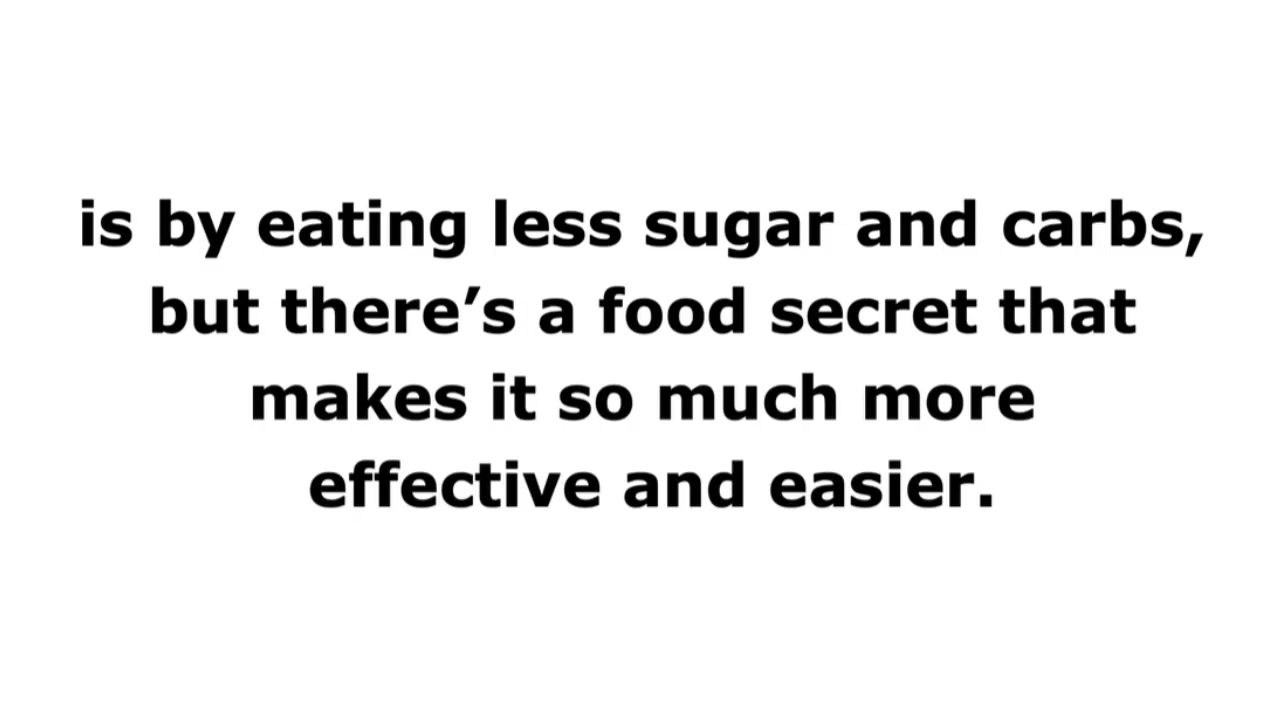 is by eating less sugar and carbs,
but there’s a food secret that
makes it so much more
effective and easier.